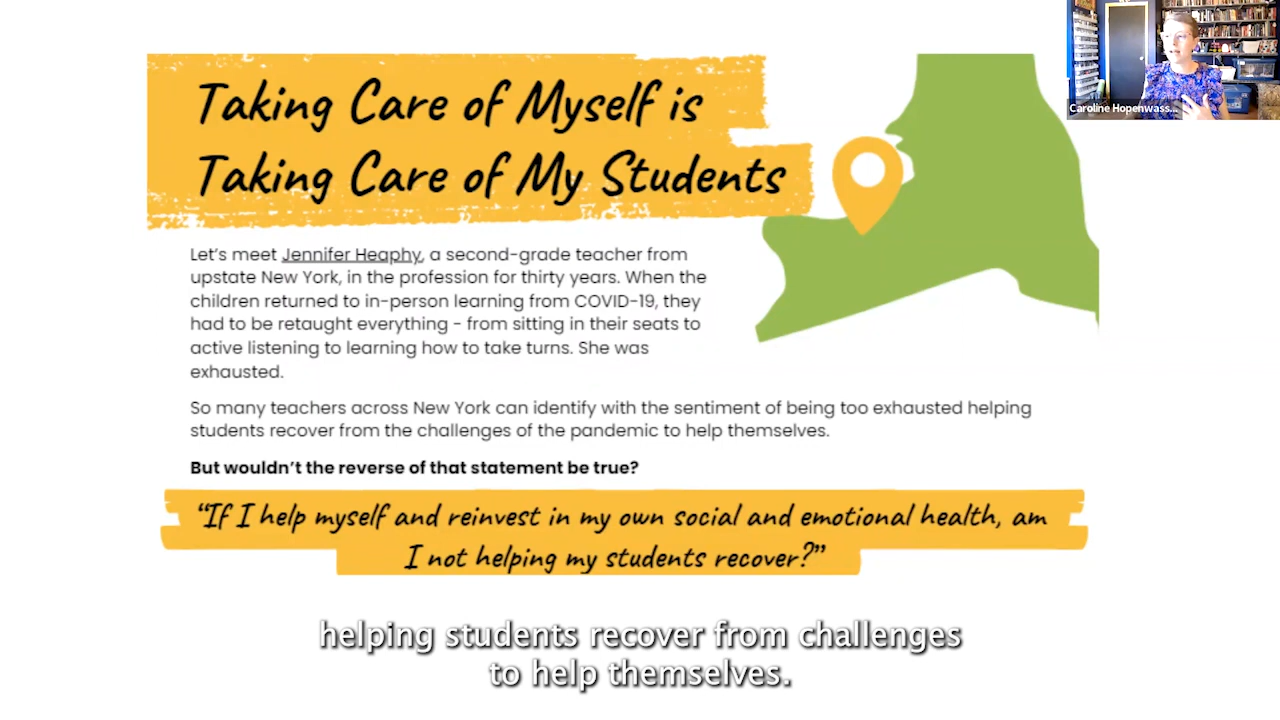 Taking Care of Myself is
Taking Care of My Students
Caroline Hopenwass...
Let's meet Jennifer Heaphy, a second-grade teacher from
upstate New York, in the profession for thirty years. When the
children returned to in-person learning from COVID-19, they
had to be retaught everything - from sitting in their seats to
active listening to learning how to take turns. She was
exhausted.
So many teachers across New York can identify with the sentiment of being too exhausted helping
students recover from the challenges of the pandemic to help themselves.
But wouldn't the reverse of that statement be true?
“If I help myself and reinvest in my own social and emotional health, am
I not helping my students recover?”
helping students recover from challenges
to help themselves.